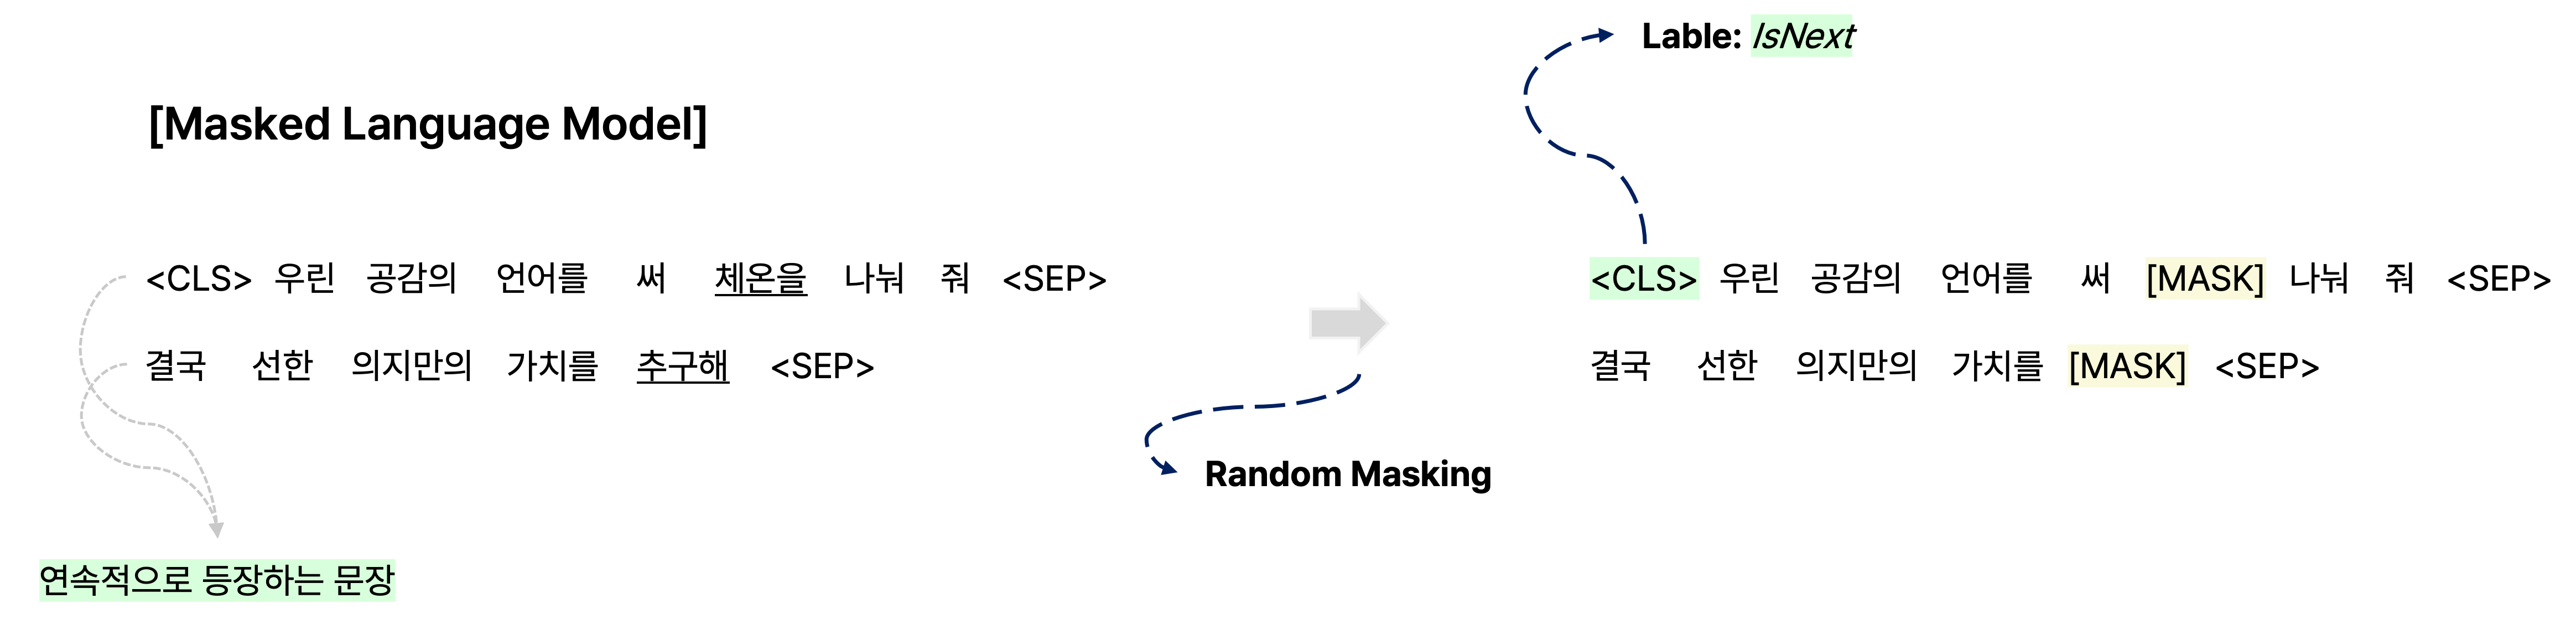 Lable: IsNext
[Masked Language Model]
<CLS> 우린 공감의 언어를 써 체온을 나눠 줘 <SEP>
결국 선한 의지만의 가치를 추구해 <SEP>
<CLS> 우린 공감의 언어를 써 [MASK] 나눠 줘 <SEP>
결국 선한 의지만의 가치를 [MASK] <SEP>
Random Masking
연속적으로 등장하는 문장